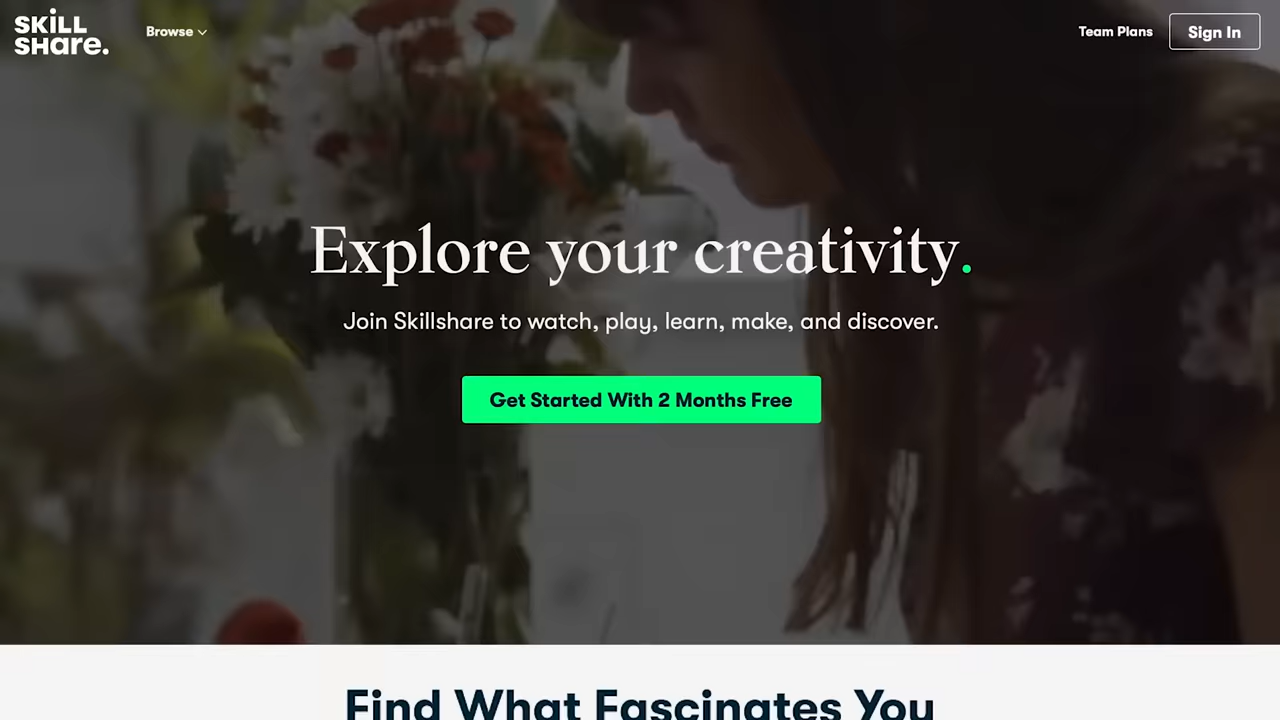 SKiLL
SHare.
Browse
Team Plans
Sign In
Explore your creativity.
Join Skillshare to watch, play, learn, make, and discover.
Get Started With 2 Months Free
Find What Fascinates You